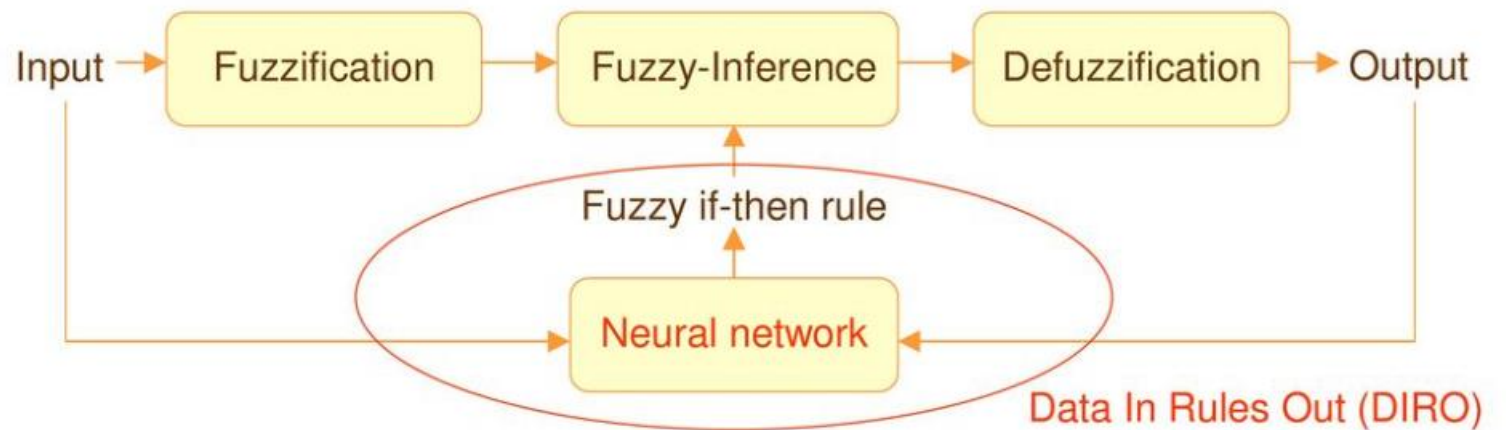 Input
Fuzzification
Fuzzy-Inference
Defuzzification
Output
Fuzzy if-then rule
Neural network
Data In Rules Out (DIRO)